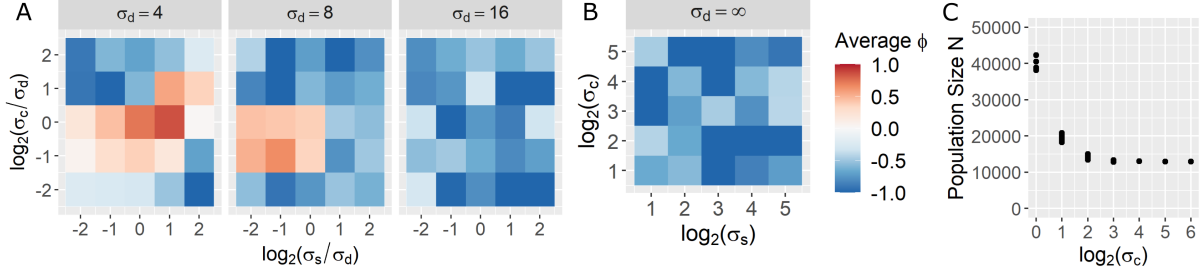 A
σd = 4
σd = 8
σd = 16
log2(σc/σd)
2
1
0
-1
-2
-2 -1 0 1 2
-2 -1 0 1 2
-2 -1 0 1 2
log2(σs/σd)
B
σd = ∞
log2(σc)
5
4
3
2
1
1 2 3 4 5
log2(σs)
Average ϕ
1.0
0.5
0.0
-0.5
-1.0
C
Population Size N
50000
40000
30000
20000
10000
0
0 1 2 3 4 5 6
log2(σc)